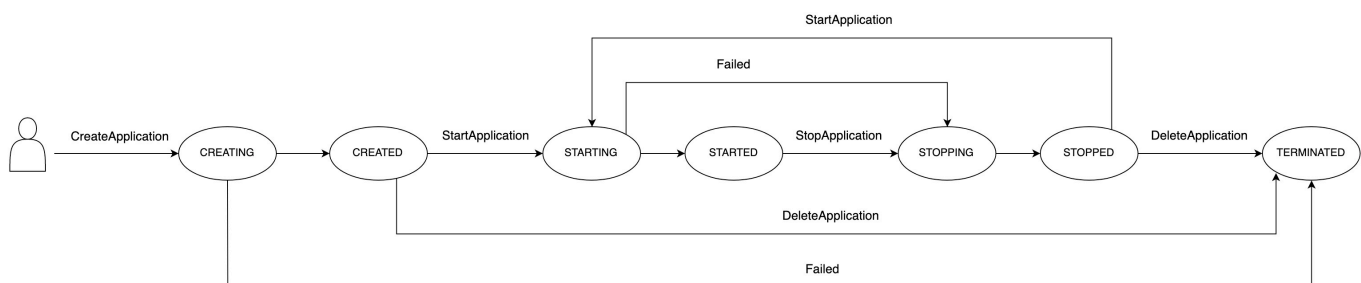 StartApplication
Failed
CreateApplication
StartApplication
StopApplication
DeleteApplication
CREATING
CREATED
STARTING
STARTED
STOPPING
STOPPED
TERMINATED
DeleteApplication
Failed